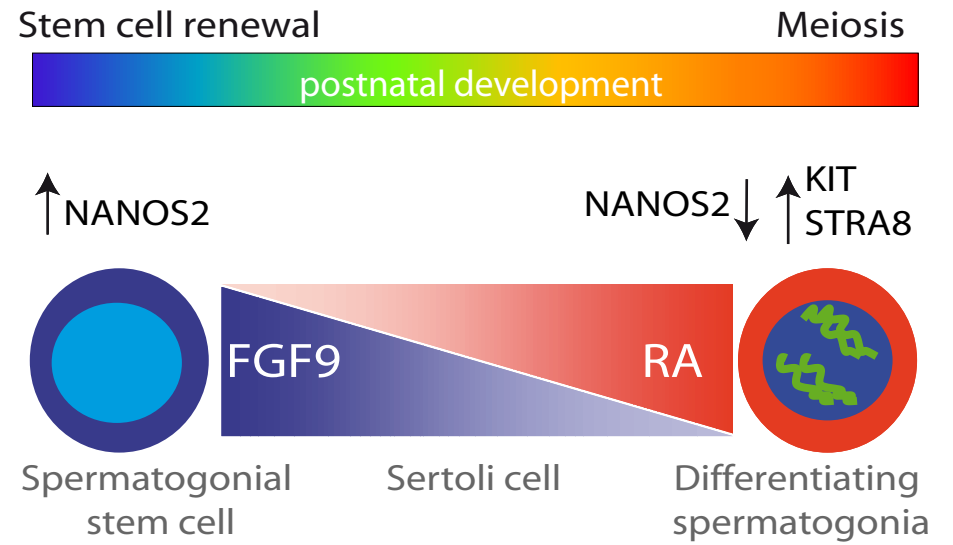 Stem cell renewal
Meiosis
postnatal development
NANOS2
NANOS2
KIT
STRA8
FGF9
RA
Spermatogonial
stem cell
Sertoli cell
Differentiating
spermatogonia